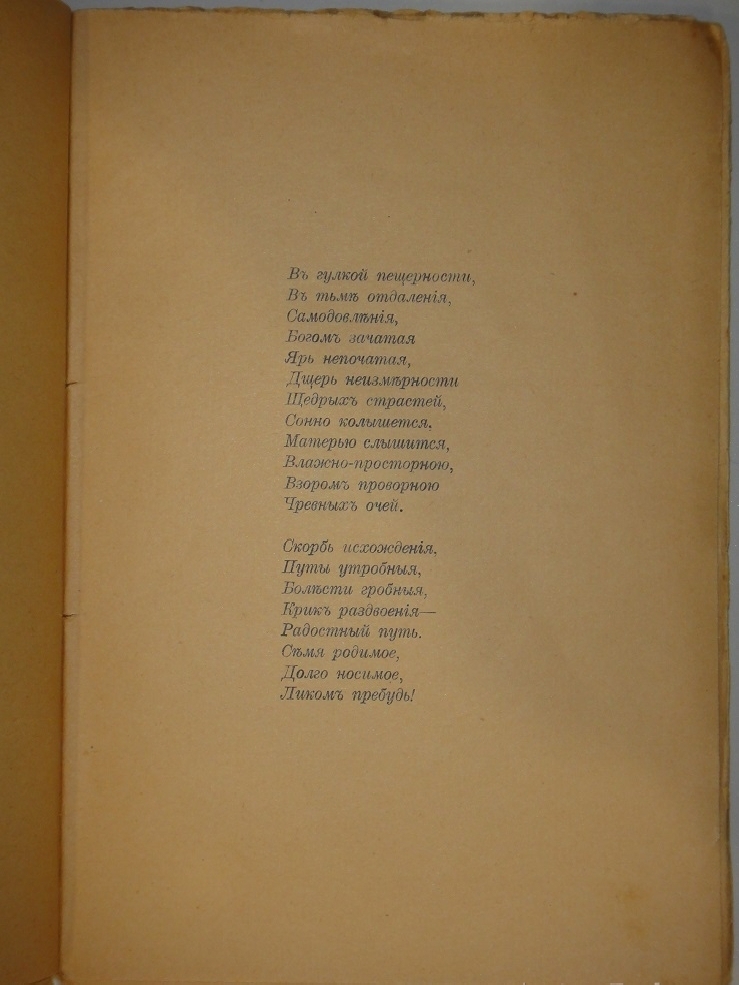 Въ гулкой пещерности,
Въ тьмѣ отдаленія,
Самодовлѣнія,
Богомъ зачатая
Ярь непочатая,
Дщерь неизмѣрности
Щедрыхъ страстей,
Сонно колышется.
Матерью слышится,
Влажно-просторною,
Взоромъ проворною
Чревныхъ очей.
Скорбь исхожденія,
Путы утробныя,
Болѣсти гробныя,
Крикъ раздвоенія—
Радостный путь.
Сѣмя родимое,
Долго носимое,
Ликомъ пребудь!